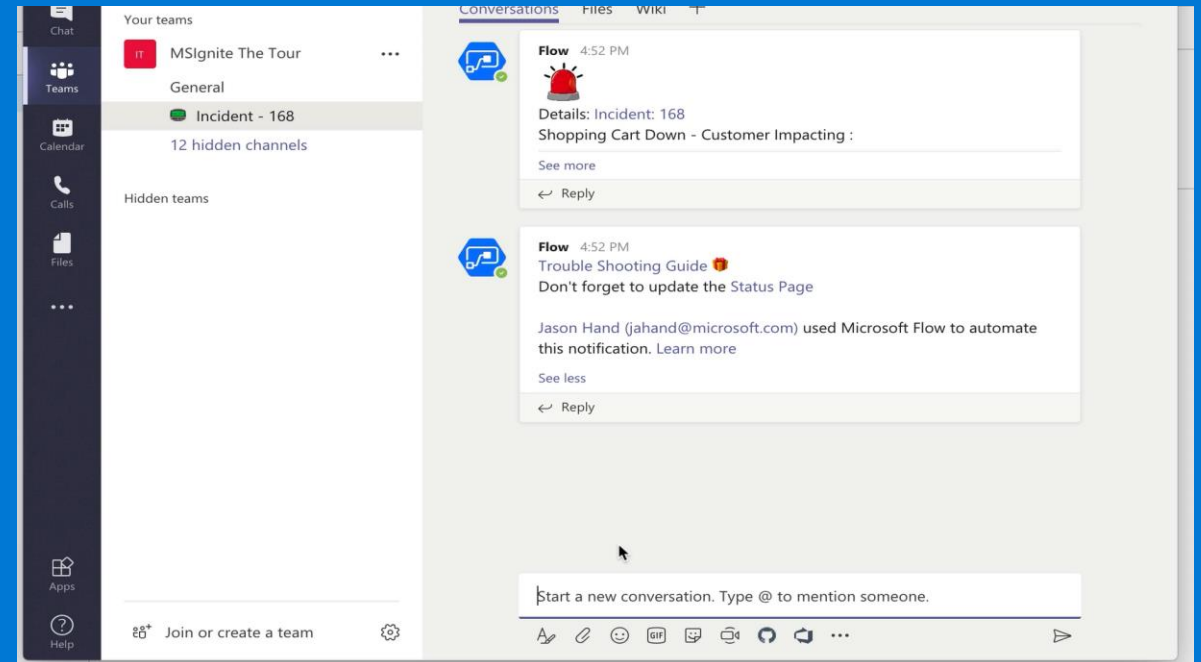 Chat
Teams
Calendar
Calls
Files
Apps
Help
Your teams
IT
MSIgnite The Tour
General
Incident - 168
12 hidden channels
Hidden teams
Join or create a team
Conversations Files Wiki +
Flow 4:52 PM
Details: Incident: 168
Shopping Cart Down - Customer Impacting :
See more
Reply
Flow 4:52 PM
Trouble Shooting Guide
Don't forget to update the Status Page
Jason Hand (jahand@microsoft.com) used Microsoft Flow to automate
this notification. Learn more
See less
Reply
Start a new conversation. Type @ to mention someone.
GIF